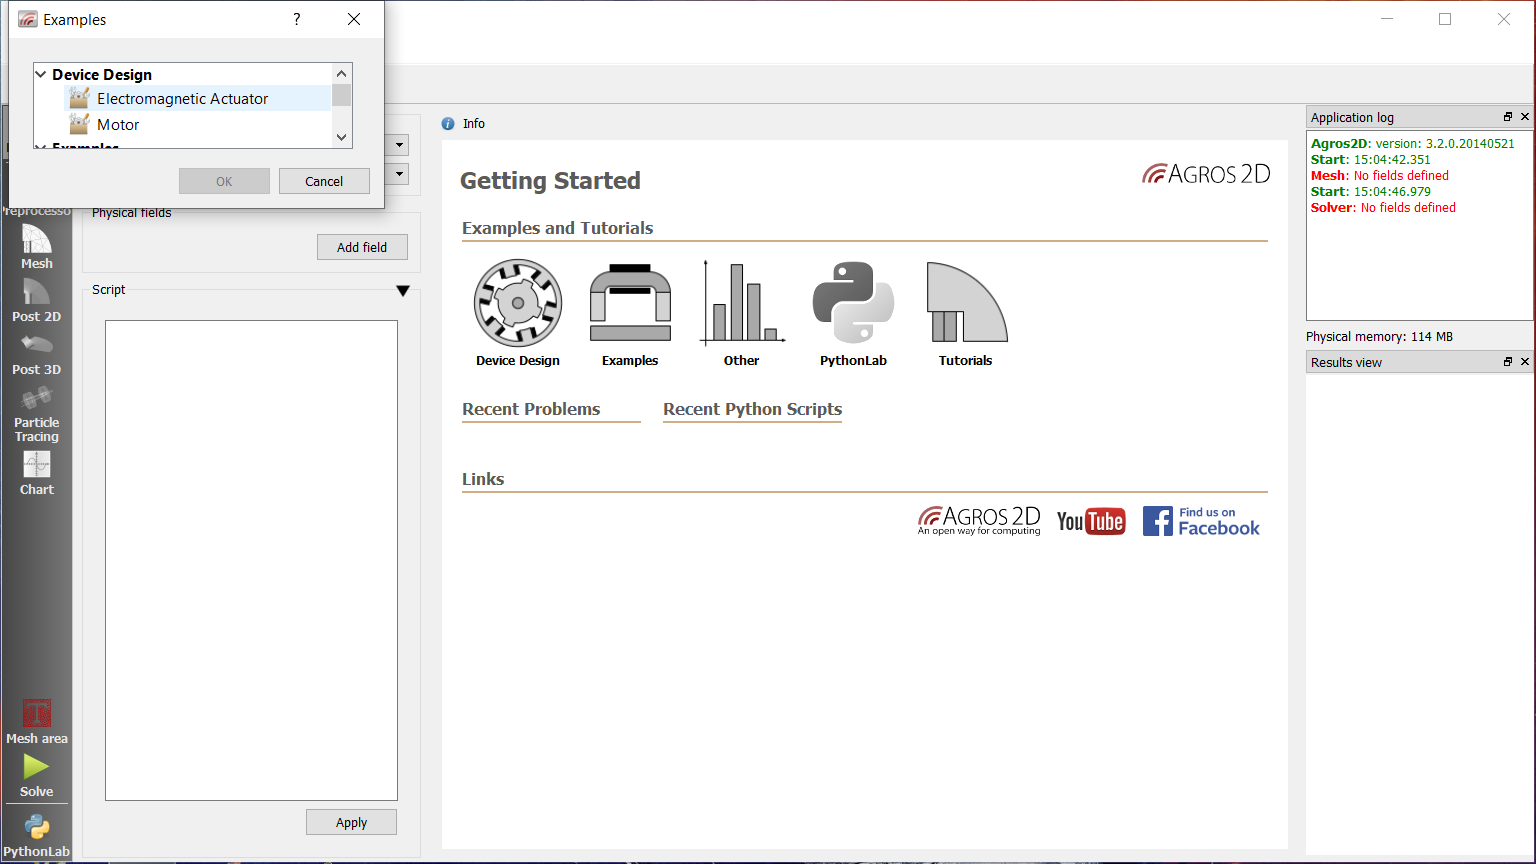 Examples
?
Device Design
Electromagnetic Actuator
Motor
Examples
OK
Cancel
Physical fields
Add field
Script
Apply
Mesh
Post 2D
Post 3D
Particle
Tracing
Chart
Mesh area
Solve
PythonLab
Info
Getting Started
AGROS 2D
Examples and Tutorials
Device Design
Examples
Other
PythonLab
Tutorials
Recent Problems
Recent Python Scripts
Links
AGROS 2D
An open way for computing
YouTube
Find us on
Facebook
Application log
Agros2D: version: 3.2.0.20140521
Start: 15:04:42.351
Mesh: No fields defined
Start: 15:04:46.979
Solver: No fields defined
Physical memory: 114 MB
Results view